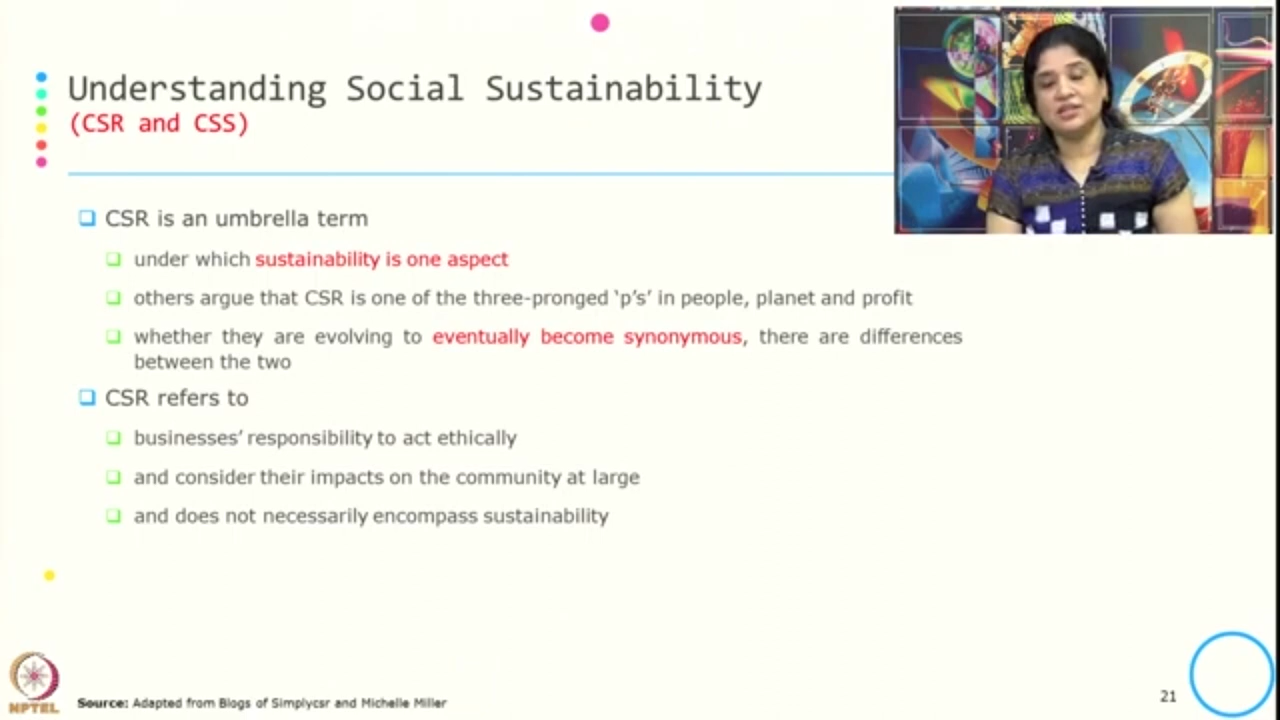 Understanding Social Sustainability
(CSR and CSS)
CSR is an umbrella term
under which sustainability is one aspect
others argue that CSR is one of the three-pronged ‘p’s’ in people, planet and profit
whether they are evolving to eventually become synonymous, there are differences
between the two
CSR refers to
businesses’ responsibility to act ethically
and consider their impacts on the community at large
and does not necessarily encompass sustainability
NPTEL
Source: Adapted from Blogs of Simplycsr and Michelle Miller
21